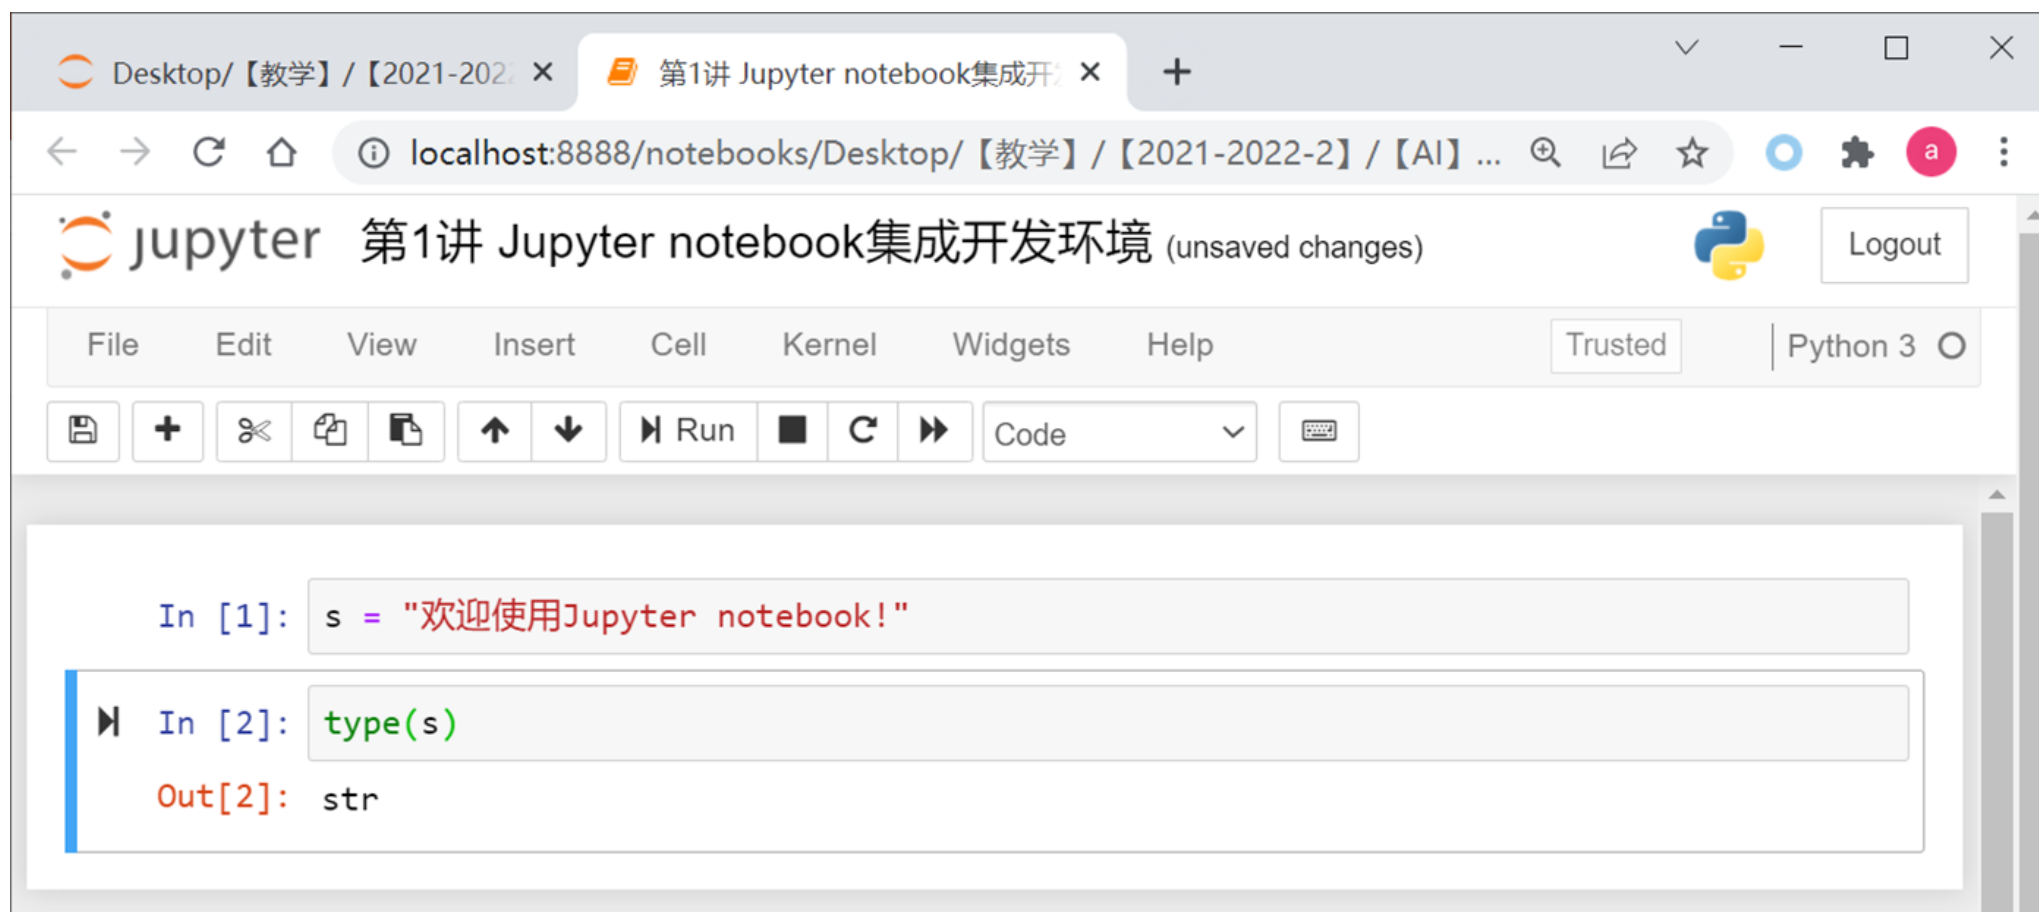 Desktop/【教学】/【2021-202
第1讲 Jupyter notebook集成开
localhost:8888/notebooks/Desktop/【教学】/【2021-2022-2】/【AI】...
a
jupyter 第1讲 Jupyter notebook集成开发环境 (unsaved changes)
Logout
File Edit View Insert Cell Kernel Widgets Help Trusted Python 3
Run Code
In [1]: s = "欢迎使用Jupyter notebook!"
In [2]: type(s)
Out[2]: str